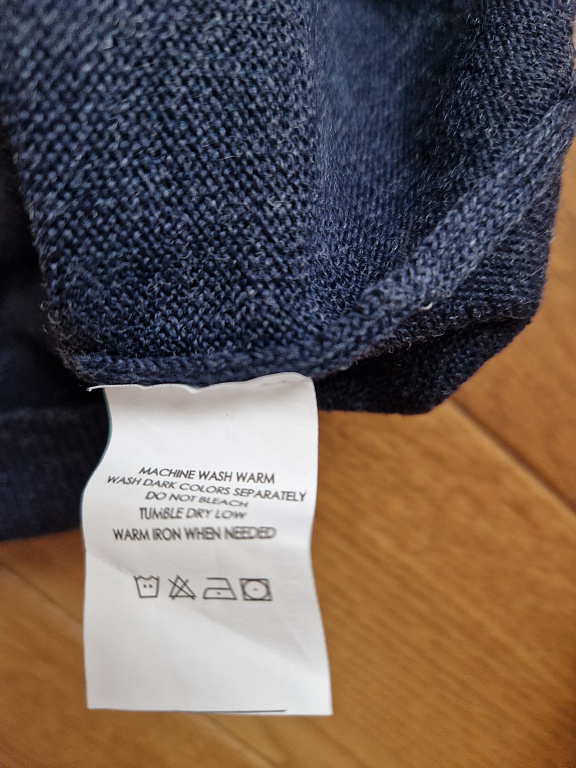 MACHINE WASH WARM
WASH DARK COLORS SEPARATELY
DO NOT BLEACH
TUMBLE DRY LOW
WARM IRON WHEN NEEDED